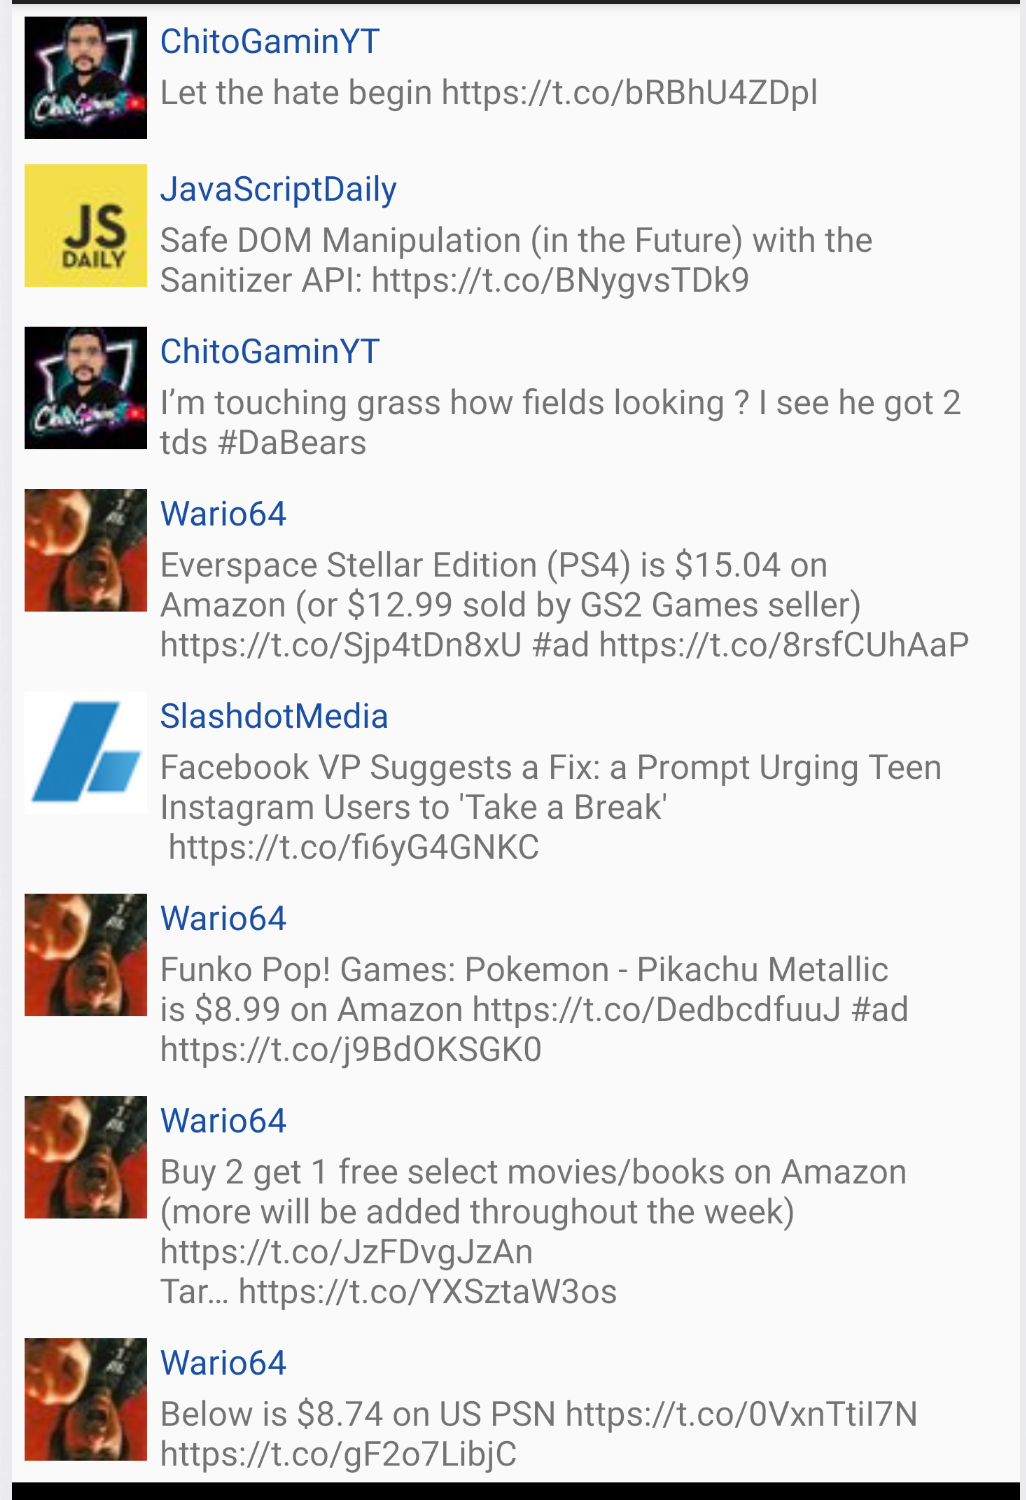 ChitoGaminYT
Let the hate begin https://t.co/bRBhU4ZDpl
JS
DAILY
JavaScriptDaily
Safe DOM Manipulation (in the Future) with the
Sanitizer API: https://t.co/BNygvsTDk9
ChitoGaminYT
I’m touching grass how fields looking ? I see he got 2
tds #DaBears
Wario64
Everspace Stellar Edition (PS4) is $15.04 on
Amazon (or $12.99 sold by GS2 Games seller)
https://t.co/Sjp4tDn8xU #ad https://t.co/8rsfCUhAaP
SlashdotMedia
Facebook VP Suggests a Fix: a Prompt Urging Teen
Instagram Users to 'Take a Break'
https://t.co/fi6yG4GNKC
Wario64
Funko Pop! Games: Pokemon - Pikachu Metallic
is $8.99 on Amazon https://t.co/DedbcdfuuJ #ad
https://t.co/j9BdOKSGK0
Wario64
Buy 2 get 1 free select movies/books on Amazon
(more will be added throughout the week)
https://t.co/JzFDvgJzAn
Tar… https://t.co/YXSztaW3os
Wario64
Below is $8.74 on US PSN https://t.co/0VxnTtiI7N
https://t.co/gF2o7LibjC